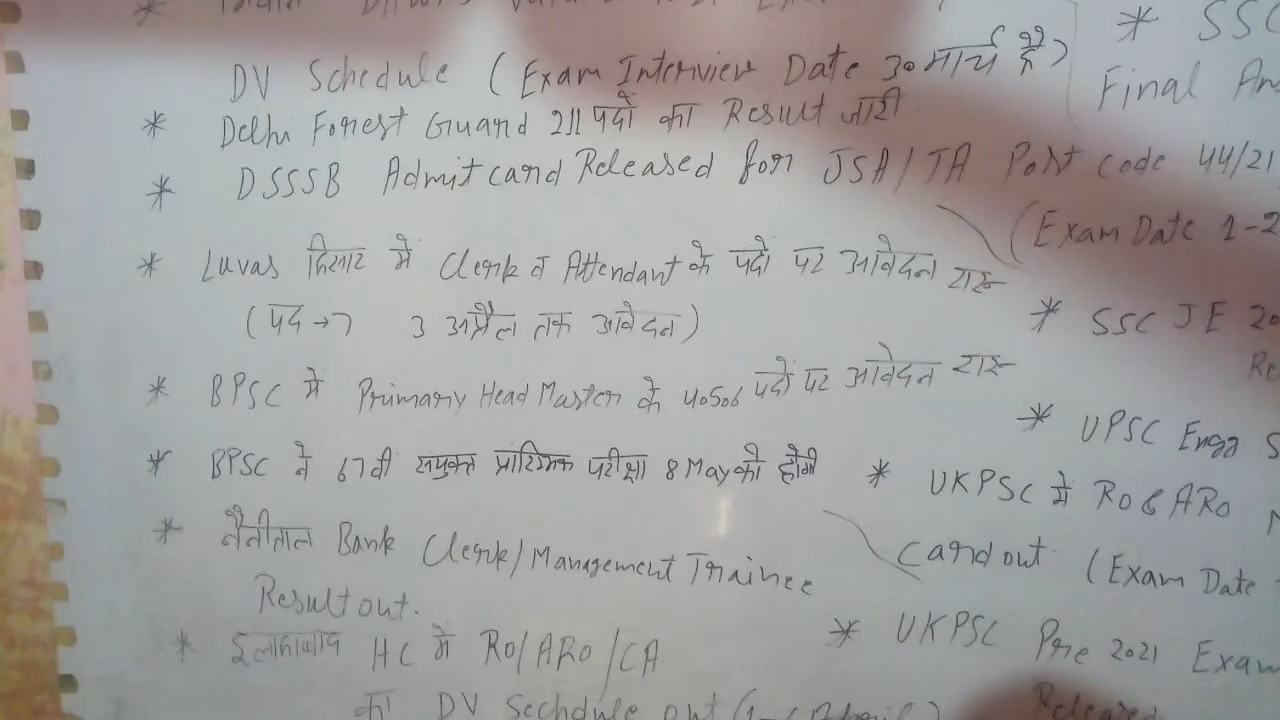 DV Schedule (Exam Interview Date 30 मार्च है)
* Delhi Forest Guard 211 पदों का Result जारी
* DSSSB Admit card Released for JSA/JA Post code 44/21
(Exam Date 1-2
* Luvas हिसार में Clerk व Attendant के पदो पर आवेदन शुरू
(पद → 7 3 अप्रैल तक आवेदन)
* BPSC में Primary Head Master के 40506 पदों पर आवेदन शुरू
* BPSC ने 67वी सयुक्त प्रारम्भिक परीक्षा 8 May को होगी
* नैनीताल Bank Clerk/Management Trainee
Result out.
* इलाहाबाद HC में RO/ARO/CA
का DV Sechdule out
* SSC
Final An
* SSC JE 20
Re
* UPSC Engg S
* UKPSC में RO & ARO
Card out (Exam Date
* UKPSC Pre 2021 Exam
Released